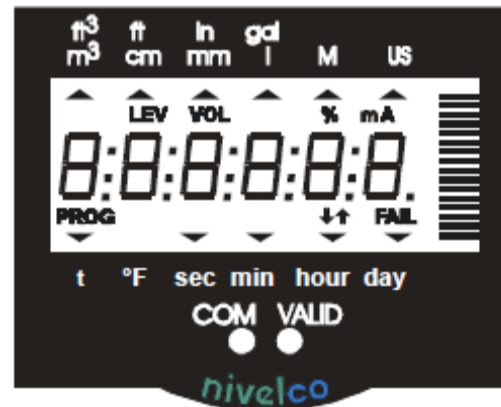 ft³ ft in gal
m³ cm mm l M US
LEV VOL % mA
8:8:8:8:8:8.
PROG ↓↑ FAIL
t °F sec min hour day
COM VALID
nivelco